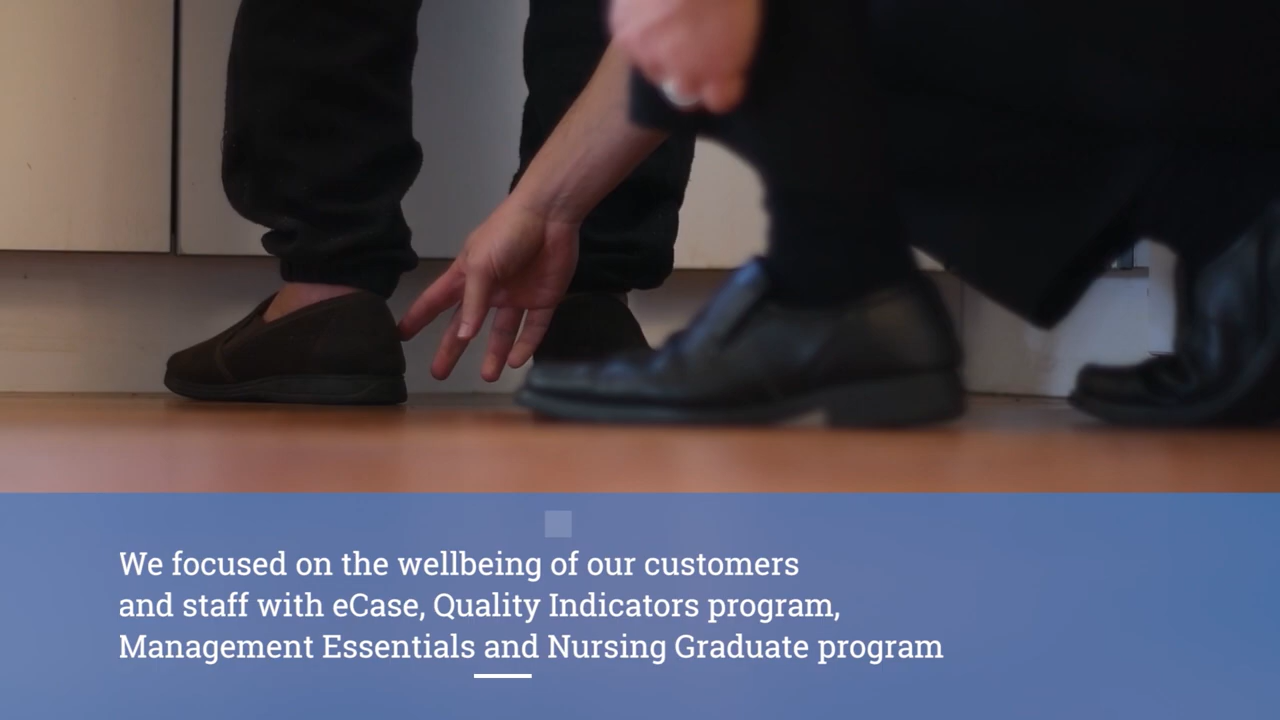 We focused on the wellbeing of our customers
and staff with eCase, Quality Indicators program,
Management Essentials and Nursing Graduate program